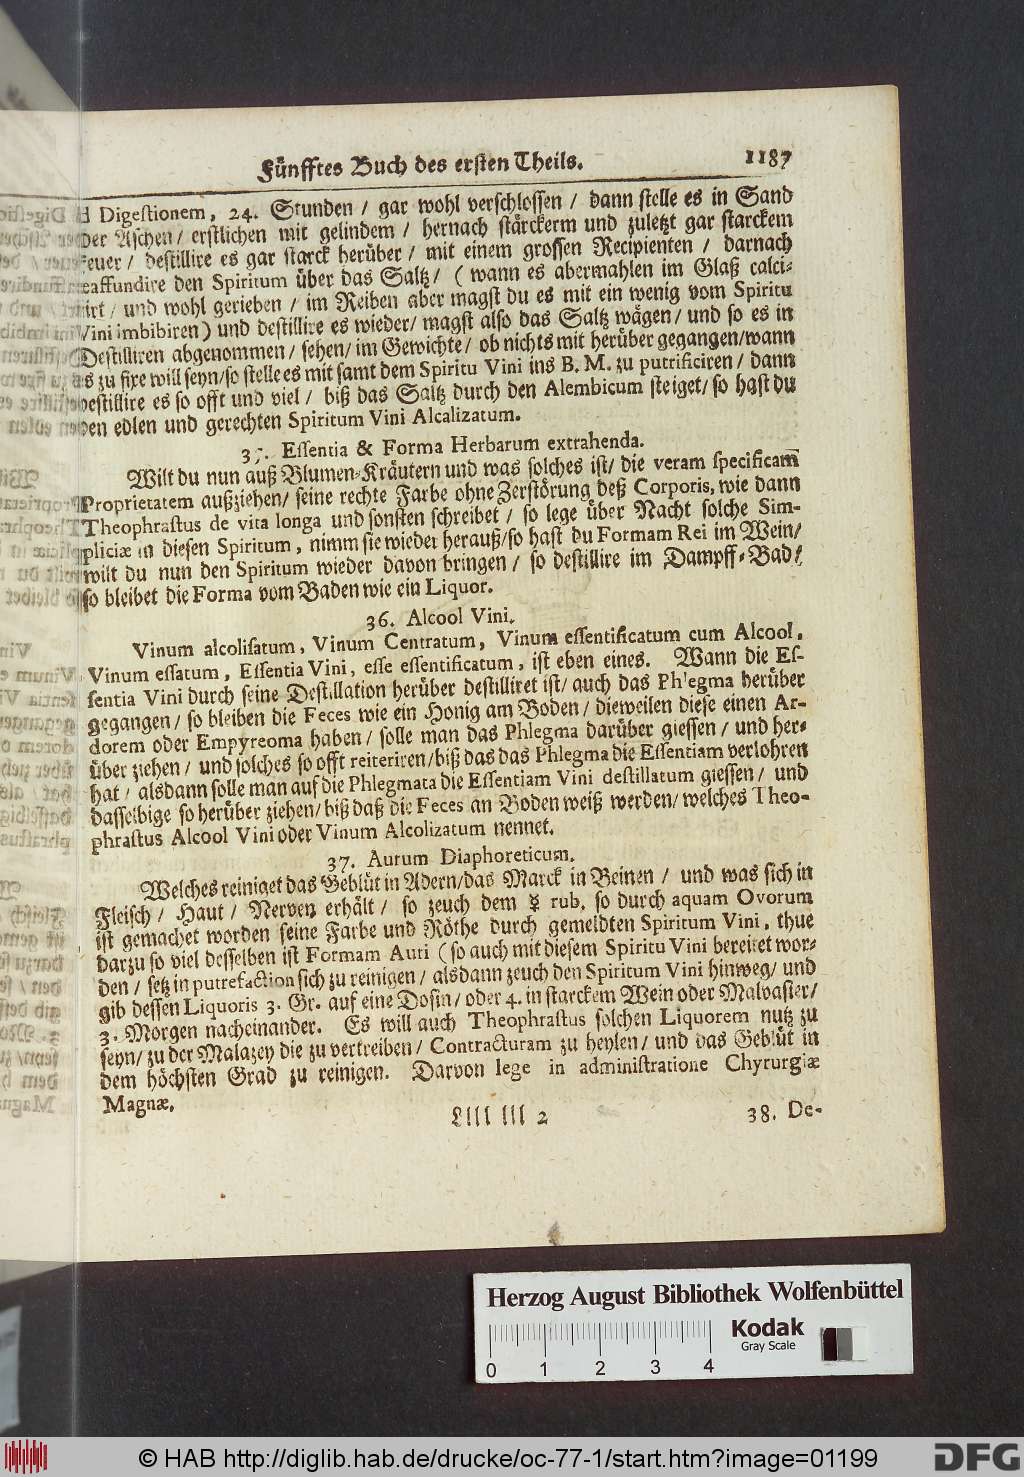 Fünfftes Buch des ersten Theils. 1187
d Digestionem, 24. Stunden / gar wohl verschlossen / dann stelle es in Sand
oder Aschen / erstlichen mit gelindem / hernach stärckerm und zuletzt gar starckem
Feuer / destillire es gar starck herüber / mit einem grossen Recipienten / darnach
reaffundire den Spiritum über das Saltz / ( wann es abermahlen im Glaß calci-
nirt / und wohl gerieben / im Reiben aber magst du es mit ein wenig vom Spiritu
Vini imbibiren ) und destillire es wieder / magst also das Saltz wägen / und so es in
Destilliren abgenommen / sehen / im Gewichte / ob nichts mit herüber gegangen / wann
es zu fixe will seyn / so stelle es mit samt dem Spiritu Vini ins B. M. zu putrificiren / dann
destillire es so offt und viel / biß das Saltz durch den Alembicum steiget / so hast du
den edlen und gerechten Spiritum Vini Alcalizatum.
35. Essentia & Forma Herbarum extrahenda.
Wilt du nun auß Blumen-Kräutern und was solches ist / die veram specificam
Proprietatem außziehen / seine rechte Farbe ohne Zerstörung deß Corporis, wie dann
Theophrastus de vita longa und sonsten schreibet / so lege über Nacht solche Sim-
pliciæ in diesen Spiritum, nimm sie wieder herauß / so hast du Formam Rei im Wein /
wilt du nun den Spiritum wieder davon bringen / so destillire im Dampff-Bad /
so bleibet die Forma vom Baden wie ein Liquor.
36. Alcool Vini.
Vinum alcolisatum, Vinum Centratum, Vinum essentificatum cum Alcool,
Vinum essatum, Essentia Vini, esse essentificatum, ist eben eines. Wann die Es-
sentia Vini durch seine Destillation herüber destilliret ist / auch das Phlegma herüber
gegangen / so bleiben die Feces wie ein Honig am Boden / dieweilen diese einen Ar-
dorem oder Empyreoma haben / solle man das Phlegma darüber giessen / und her-
über ziehen / und solches so offt reiteriren / biß das das Phlegma die Essentiam verlohren
hat / alsdann solle man auf die Phlegmata die Essentiam Vini destillatum giessen / und
dasselbige so herüber ziehen / biß daß die Feces an Boden weiß werden / welches Theo-
phrastus Alcool Vini oder Vinum Alcolizatum nennet.
37. Aurum Diaphoreticum.
Welches reiniget das Geblüt in Adern / das Marck in Beinen / und was sich in
Fleisch / Haut / Nerven erhält / so zeuch dem ☿ rub. so durch aquam Ovorum
ist gemachet worden seine Farbe und Röthe durch gemeldten Spiritum Vini, thue
darzu so viel desselben ist Formam Auri ( so auch mit diesem Spiritu Vini bereitet wor-
den / setz in putrefaction sich zu reinigen / alsdann zeuch den Spiritum Vini hinweg / und
gib dessen Liquoris 3. Gr. auf eine Dosin / oder 4. in starckem Wein oder Malvasier /
3. Morgen nacheinander. Es will auch Theophrastus solchen Liquorem nutz zu
seyn / zu der Malazey die zu vertreiben / Contracturam zu heylen / und das Geblüt in
dem höchsten Grad zu reinigen. Darvon lege in administratione Chyrurgiæ
Magnæ.
Lllllll 2 38. De-
Herzog August Bibliothek Wolfenbüttel
Kodak
Gray Scale
0 1 2 3 4
© HAB http://diglib.hab.de/drucke/oc-77-1/start.htm?image=01199
DFG